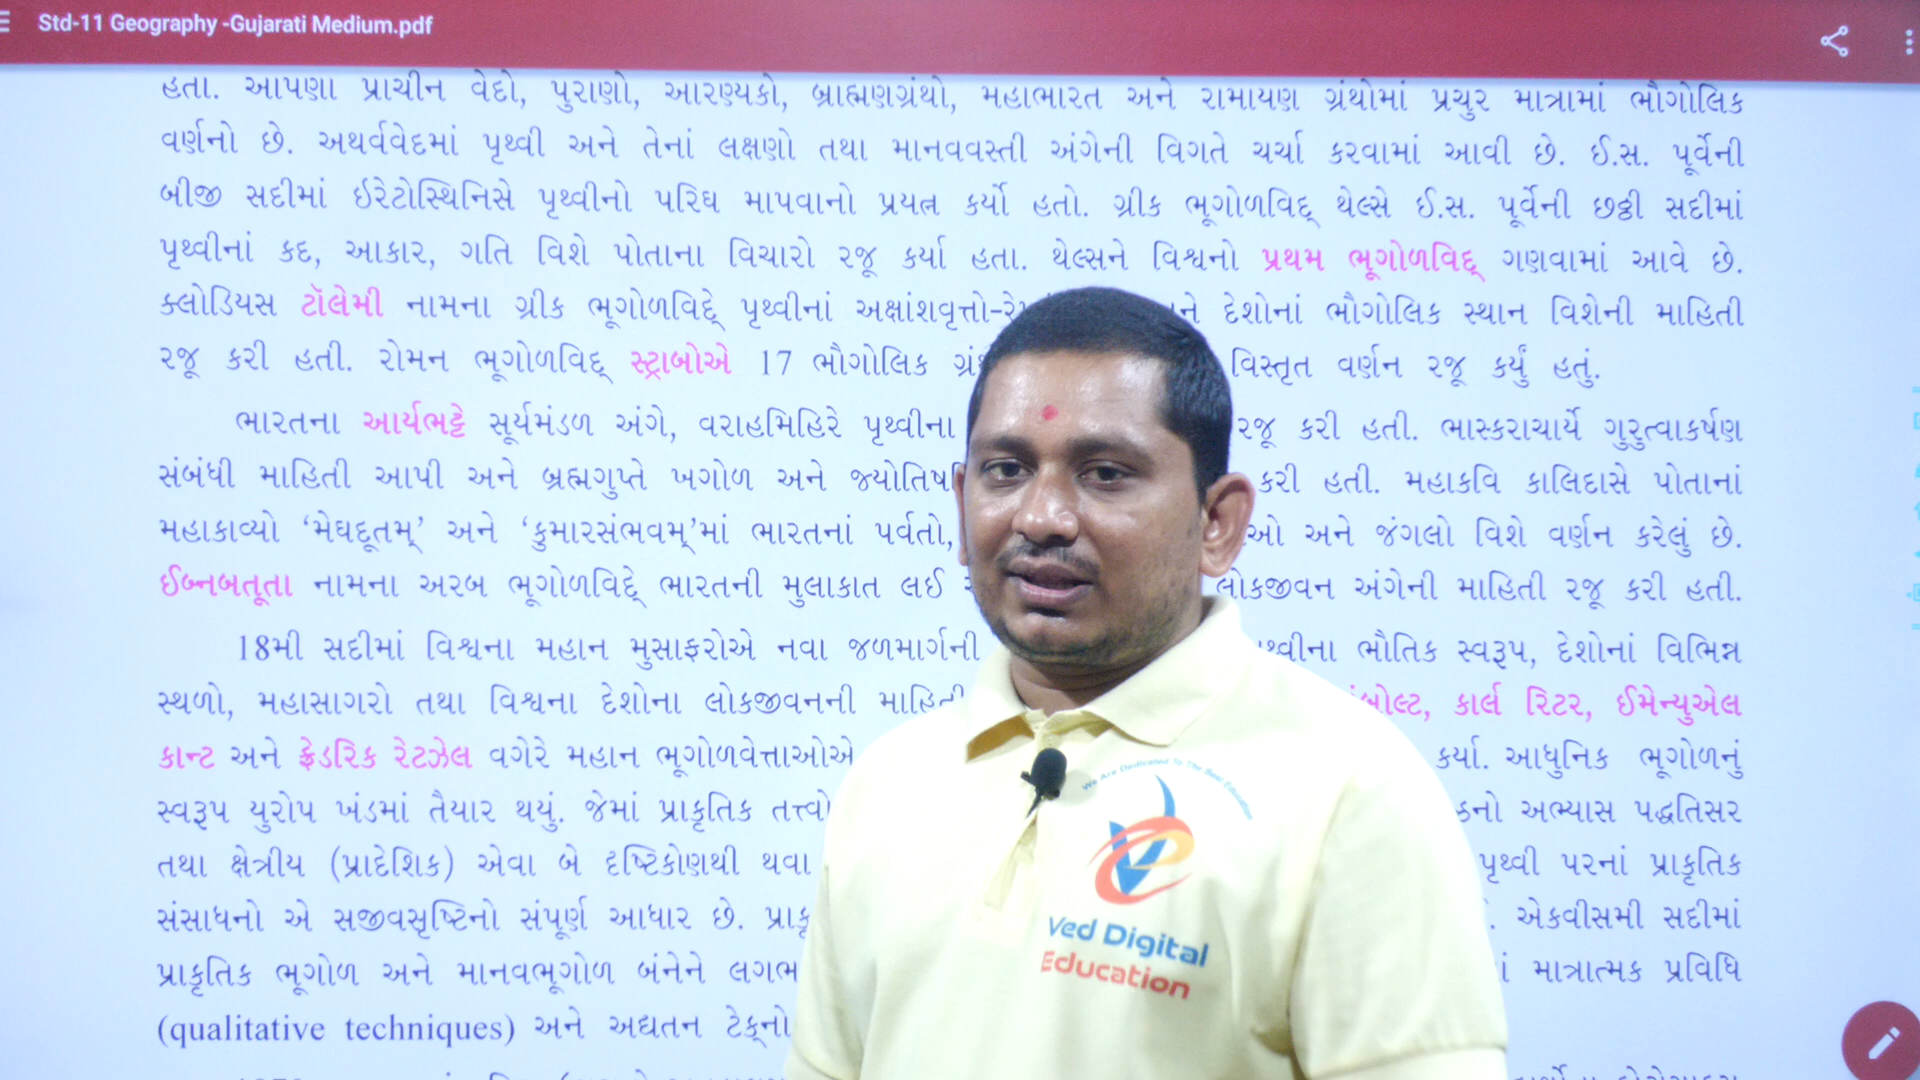 Std-11 Geography -Gujarati Medium.pdf
હતા. આપણા પ્રાચીન વેદો, પુરાણો, આરણ્યકો, બ્રાહ્મણગ્રંથો, મહાભારત અને રામાયણ ગ્રંથોમાં પ્રચુર માત્રામાં ભૌગોલિક
વર્ણનો છે. અથર્વવેદમાં પૃથ્વી અને તેનાં લક્ષણો તથા માનવવસ્તી અંગેની વિગતે ચર્ચા કરવામાં આવી છે. ઈ.સ. પૂર્વેની
બીજી સદીમાં ઇરેટોસ્થિનિસે પૃથ્વીનો પરિઘ માપવાનો પ્રયત્ન કર્યો હતો. ગ્રીક ભૂગોળવિદ્ થેલ્સે ઈ.સ. પૂર્વેની છઠ્ઠી સદીમાં
પૃથ્વીનાં કદ, આકાર, ગતિ વિશે પોતાના વિચારો રજૂ કર્યા હતા. થેલ્સને વિશ્વનો પ્રથમ ભૂગોળવિદ્ ગણવામાં આવે છે.
ક્લોડિયસ ટૉલેમી નામના ગ્રીક ભૂગોળવિદ્દે પૃથ્વીનાં અક્ષાંશવૃત્તો- દેશોનાં ભૌગોલિક સ્થાન વિશેની માહિતી
રજૂ કરી હતી. રોમન ભૂગોળવિદ્ સ્ટ્રાબોએ 17 ભૌગોલિક વિસ્તૃત વર્ણન રજૂ કર્યું હતું.
ભારતના આર્યભટ્ટે સૂર્યમંડળ અંગે, વરાહમિહિરે પૃથ્વીના રજૂ કરી હતી. ભાસ્કરાચાર્યે ગુરુત્વાકર્ષણ
સંબંધી માહિતી આપી અને બ્રહ્મગુપ્તે ખગોળ અને કરી હતી. મહાકવિ કાલિદાસે પોતાનાં
મહાકાવ્યો ‘મેઘદૂતમ્’ અને ‘કુમારસંભવમ્’માં ભારતનાં પર્વતો, અને જંગલો વિશે વર્ણન કરેલું છે.
ઈબ્નબતૂતા નામના અરબ ભૂગોળવિદ્દે ભારતની મુલાકાત લઈ લોકજીવન અંગેની માહિતી રજૂ કરી હતી.
18મી સદીમાં વિશ્વના મહાન મુસાફરોએ નવા જળમાર્ગની ભૌતિક સ્વરૂપ, દેશોનાં વિભિન્ન
સ્થળો, મહાસાગરો તથા વિશ્વના દેશોના લોકજીવનની કાર્લ રિટર, ઈમેન્યુએલ
કાન્ટ અને ફ્રેડરિક રેટઝેલ વગેરે મહાન ભૂગોળવેત્તાઓએ કર્યા. આધુનિક ભૂગોળનું
સ્વરૂપ યુરોપ ખંડમાં તૈયાર થયું. જેમાં પ્રાકૃતિક અભ્યાસ પદ્ધતિસર
તથા ક્ષેત્રીય (પ્રાદેશિક) એવા બે દૃષ્ટિકોણથી થવા પૃથ્વી પરનાં પ્રાકૃતિક
સંસાધનો એ સજીવસૃષ્ટિનો સંપૂર્ણ આધાર છે. એકવીસમી સદીમાં
પ્રાકૃતિક ભૂગોળ અને માનવભૂગોળ બંનેને માત્રાત્મક પ્રવિધિ
(qualitative techniques) અને અદ્યતન
We Are Dedicated To The Best Education
Ved Digital
Education